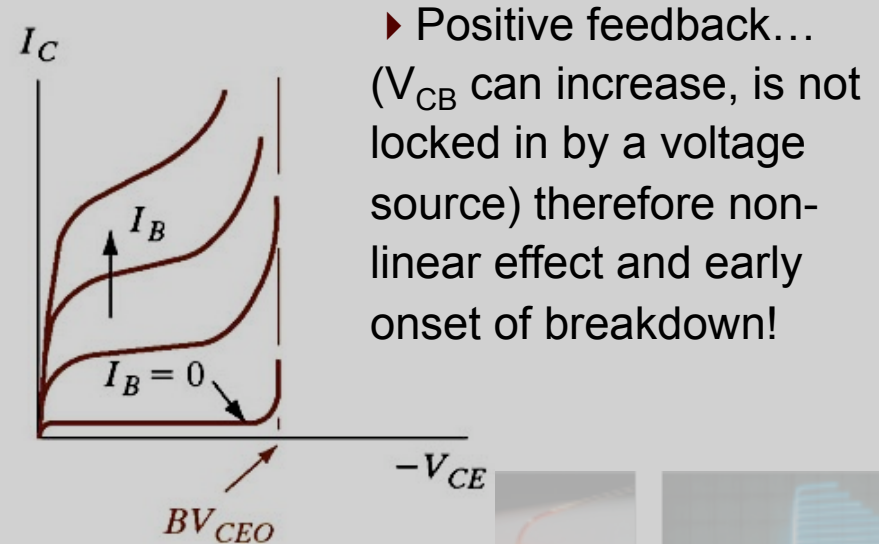 I_C
▸ Positive feedback…
(V_CB can increase, is not
locked in by a voltage
source) therefore non-
linear effect and early
onset of breakdown!
I_B
I_B = 0
−V_CE
BV_CEO